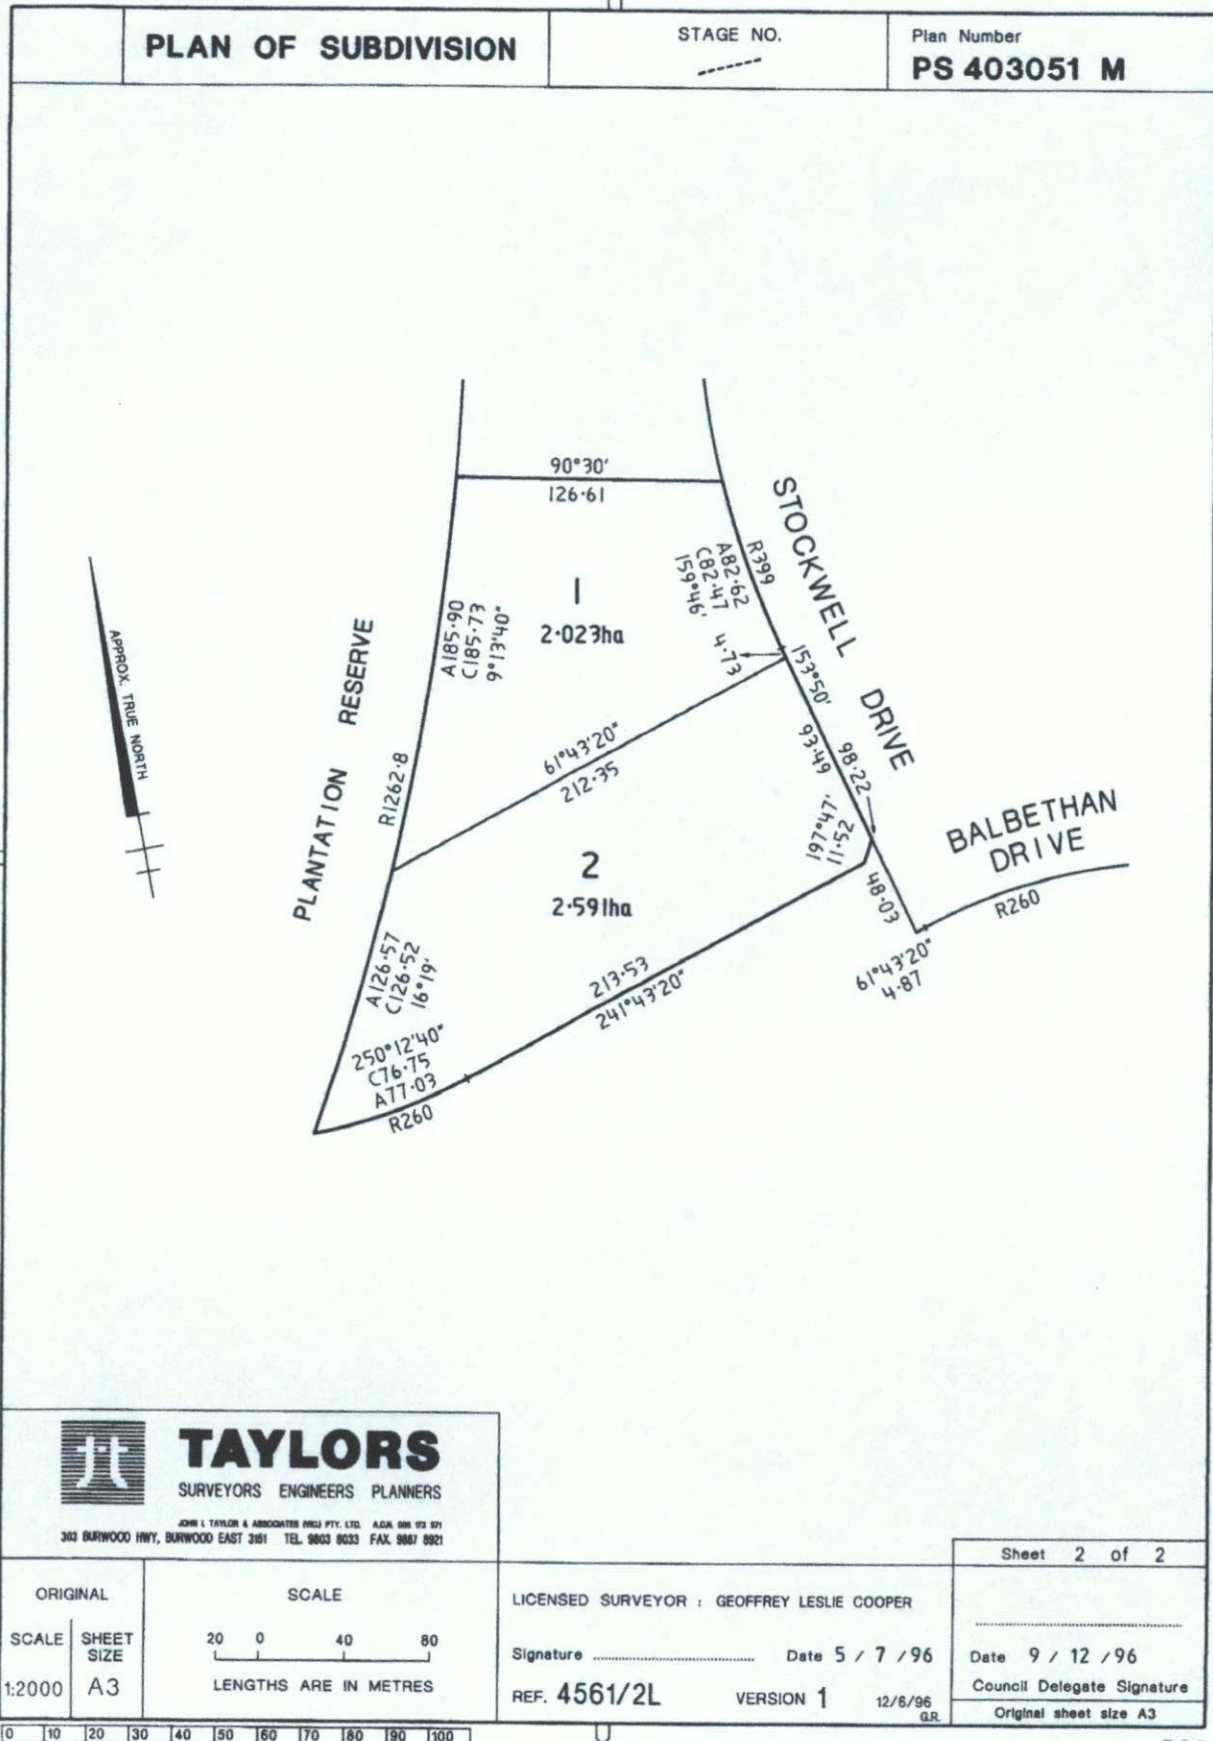 PLAN OF SUBDIVISION
STAGE NO.
Plan Number
PS 403051 M
90°30'
126·61
STOCKWELL DRIVE
R399
A82·62
C82·47
159°46'
4·73
153°50'
93·49
98·22
1
2·023ha
A185·90
C185·73
9°13'40"
PLANTATION RESERVE
R1262·8
APPROX. TRUE NORTH
61°43'20"
212·35
197°47'
11·52
BALBETHAN
DRIVE
R260
48·03
61°43'20"
4·87
2
2·591ha
A126·57
C126·52
16°19'
213·53
241°43'20"
250°12'40"
C76·75
A77·03
R260
TAYLORS
SURVEYORS ENGINEERS PLANNERS
JOHN L TAYLOR & ASSOCIATES PTY. LTD.
303 BURWOOD HWY, BURWOOD EAST 3151 TEL. 9803 8033 FAX. 9887 8921
ORIGINAL
SCALE
SHEET SIZE
1:2000
A3
SCALE
20 0 40 80
LENGTHS ARE IN METRES
LICENSED SURVEYOR : GEOFFREY LESLIE COOPER
Signature Date 5 / 7 / 96
REF. 4561/2L VERSION 1 12/6/96
G.R.
Sheet 2 of 2
Date 9 / 12 / 96
Council Delegate Signature
Original sheet size A3
0 10 20 30 40 50 60 70 80 90 100